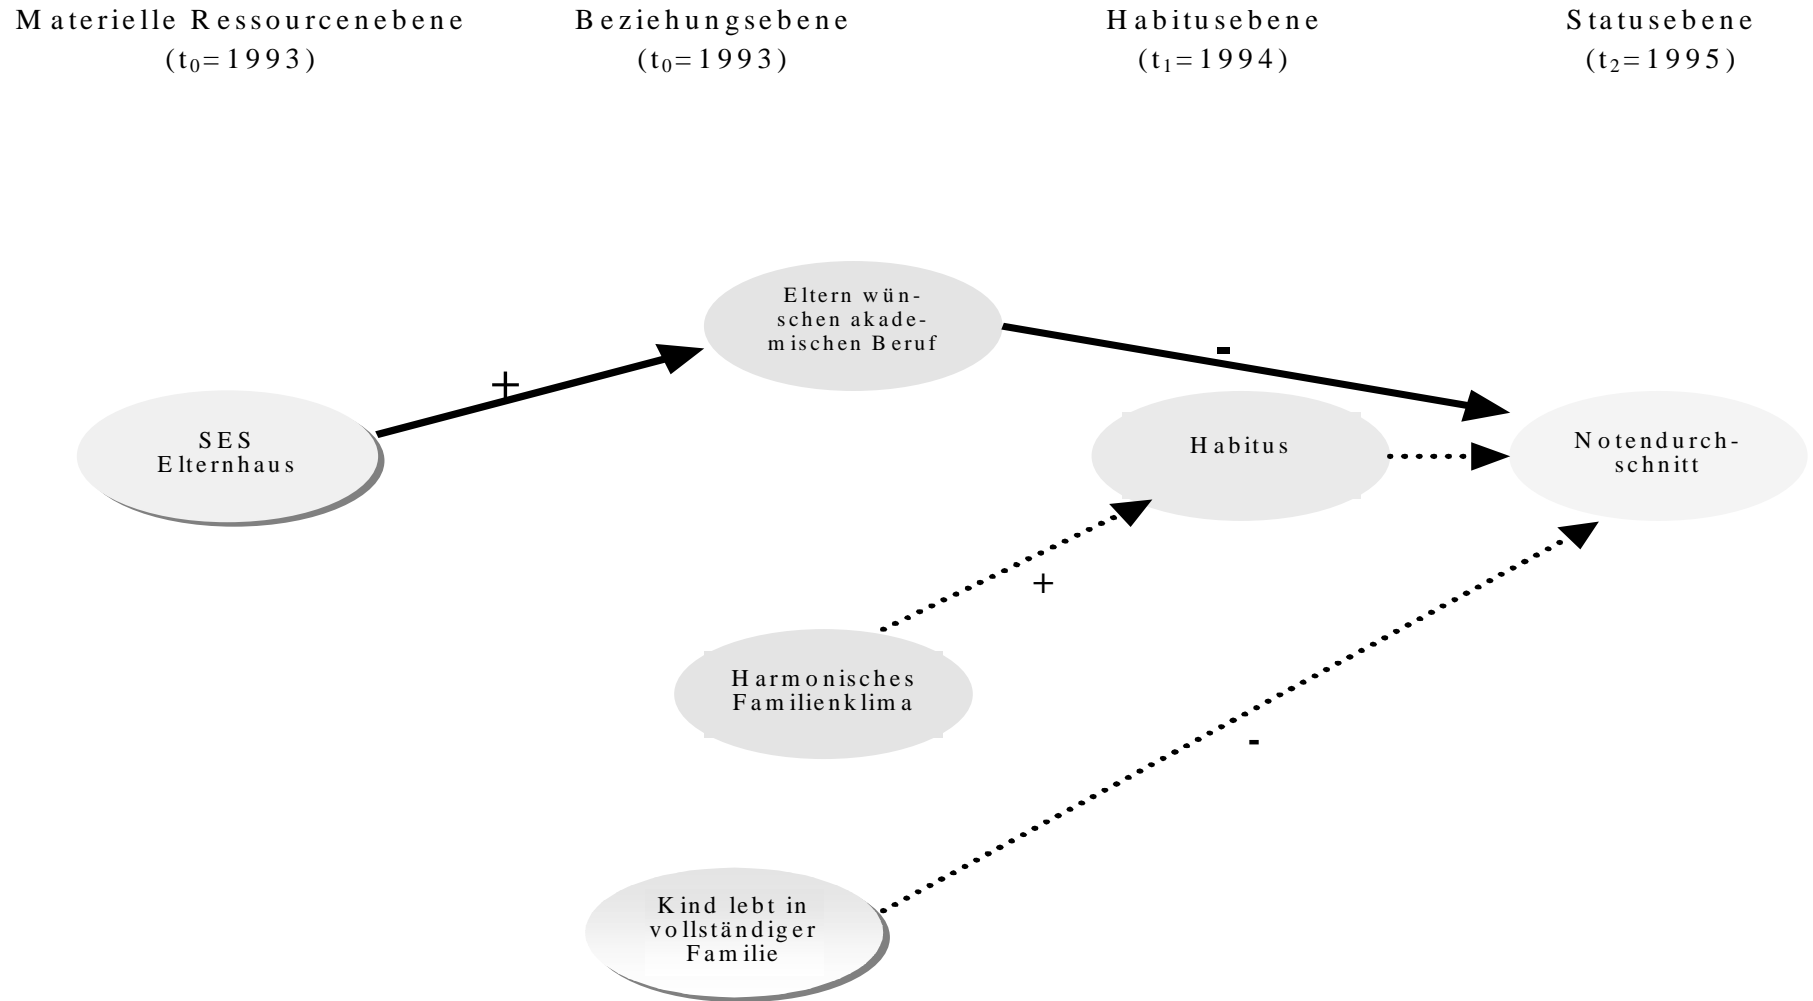 Materielle Ressourcenebene
(t₀=1993)
Beziehungsebene
(t₀=1993)
Habitusebene
(t₁=1994)
Statusebene
(t₂=1995)
Eltern wün-
schen akade-
mischen Beruf
-
+
SES
Elternhaus
Habitus
Notendurch-
schnitt
+
Harmonisches
Familienklima
-
Kind lebt in
vollständiger
Familie